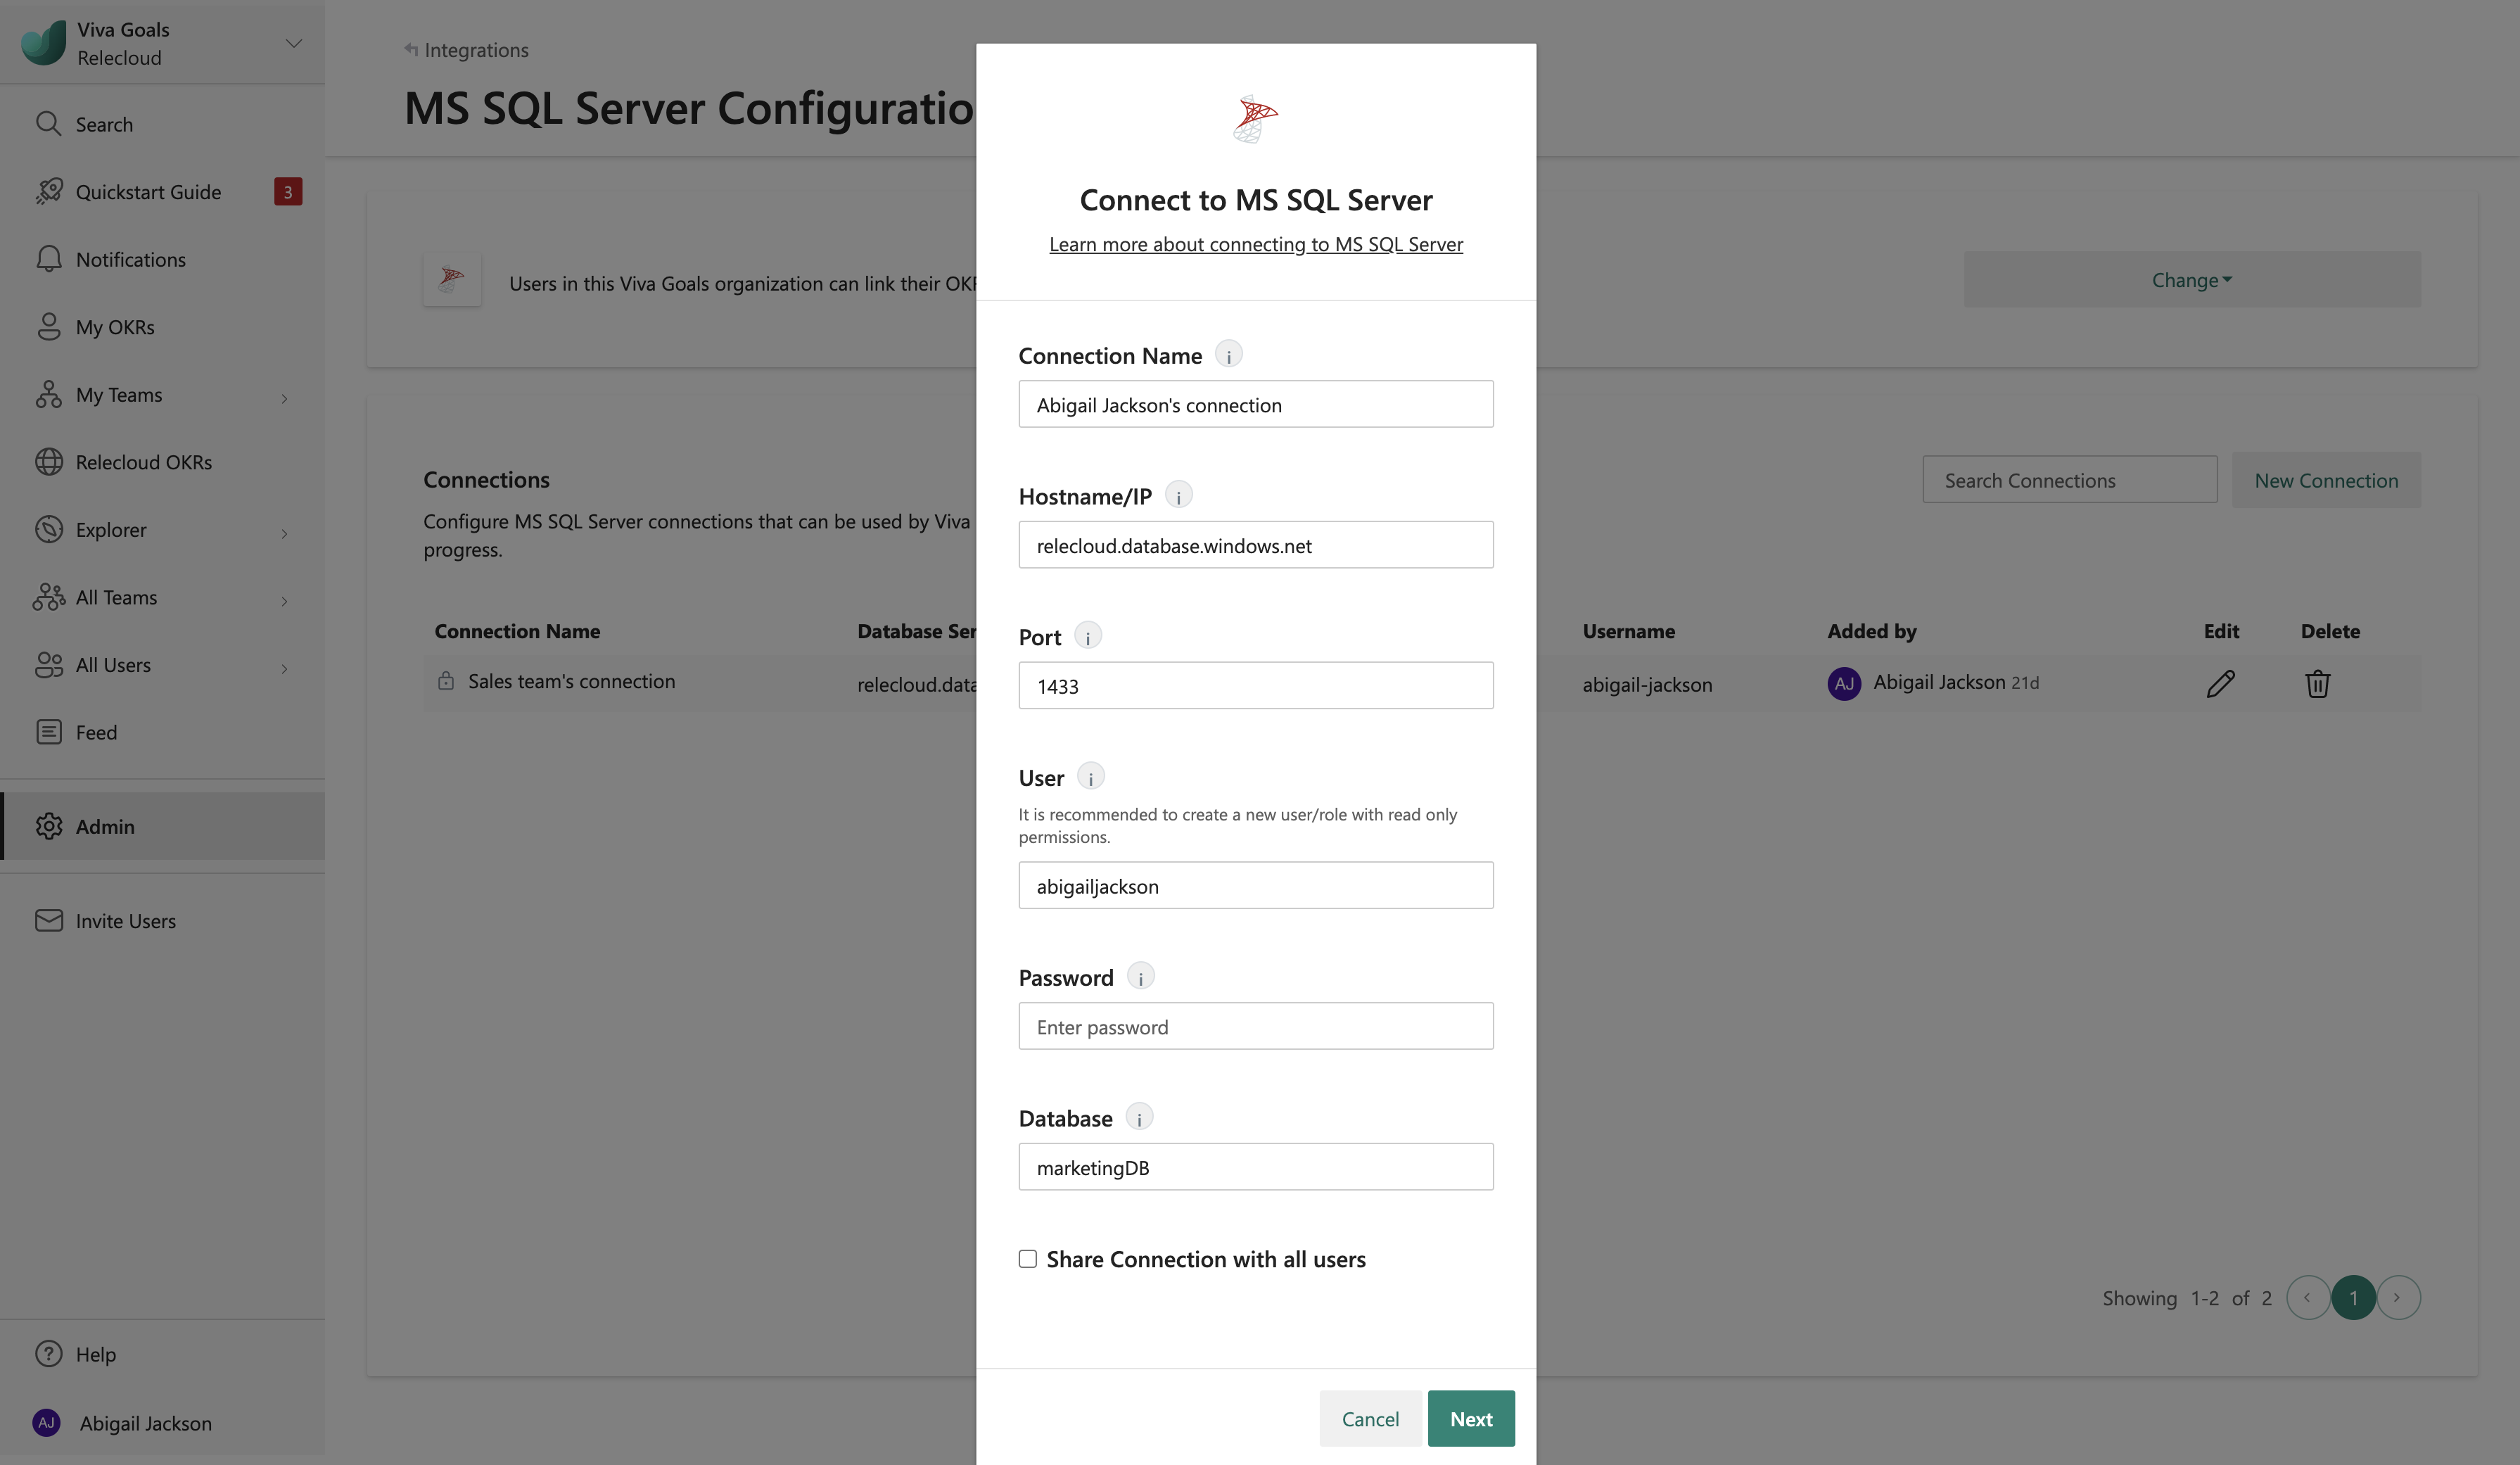 Viva Goals
Relecloud
Search
Quickstart Guide 3
Notifications
My OKRs
My Teams
Relecloud OKRs
Explorer
All Teams
All Users
Feed
Admin
Invite Users
Help
AJ Abigail Jackson
Integrations
MS SQL Server Configuratio
Users in this Viva Goals organization can link their OK
Change
Connections
Configure MS SQL Server connections that can be used by Viva
progress.
Search Connections
New Connection
Connection Name Database Ser Username Added by Edit Delete
Sales team's connection relecloud.data abigail-jackson AJ Abigail Jackson 21d
Showing 1-2 of 2 < 1 >
Connect to MS SQL Server
Learn more about connecting to MS SQL Server
Connection Name i
Abigail Jackson's connection
Hostname/IP i
relecloud.database.windows.net
Port i
1433
User i
It is recommended to create a new user/role with read only
permissions.
abigailjackson
Password i
Enter password
Database i
marketingDB
Share Connection with all users
Cancel
Next